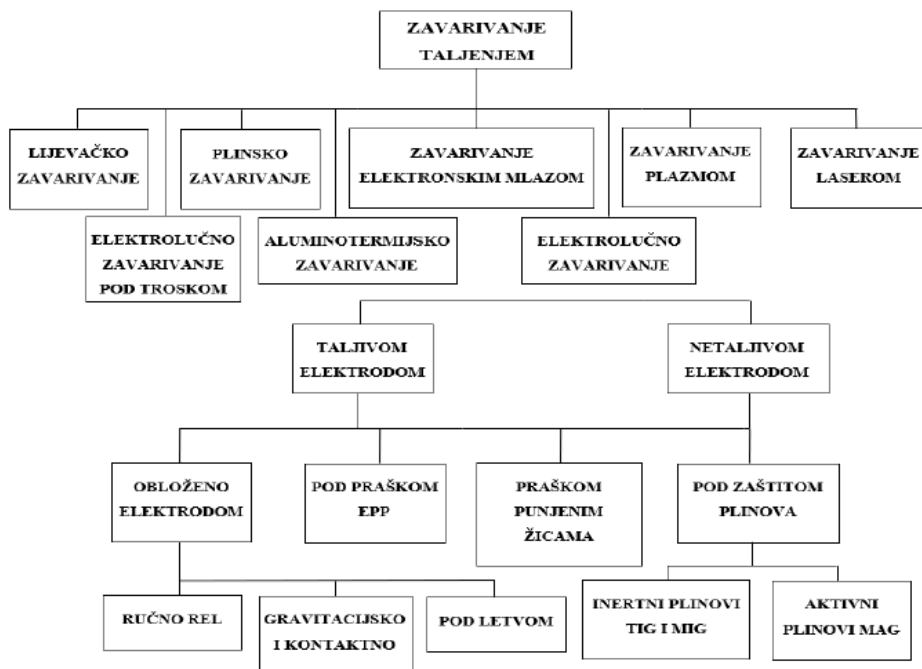 ZAVARIVANJE
TALJENJEM
LIJEVAČKO
ZAVARIVANJE
PLINSKO
ZAVARIVANJE
ZAVARIVANJE
ELEKTRONSKIM MLAZOM
ZAVARIVANJE
PLAZMOM
ZAVARIVANJE
LASEROM
ELEKTROLUČNO
ZAVARIVANJE
POD TROSKOM
ALUMINOTERMIJSKO
ZAVARIVANJE
ELEKTROLUČNO
ZAVARIVANJE
TALJIVOM
ELEKTRODOM
NETALJIVOM
ELEKTRODOM
OBLOŽENO
ELEKTRODOM
POD PRAŠKOM
EPP
PRAŠKOM
PUNJENIM
ŽICAMA
POD ZAŠTITOM
PLINOVA
RUČNO REL
GRAVITACIJSKO
I KONTAKTNO
POD LETVOM
INERTNI PLINOVI
TIG I MIG
AKTIVNI
PLINOVI MAG